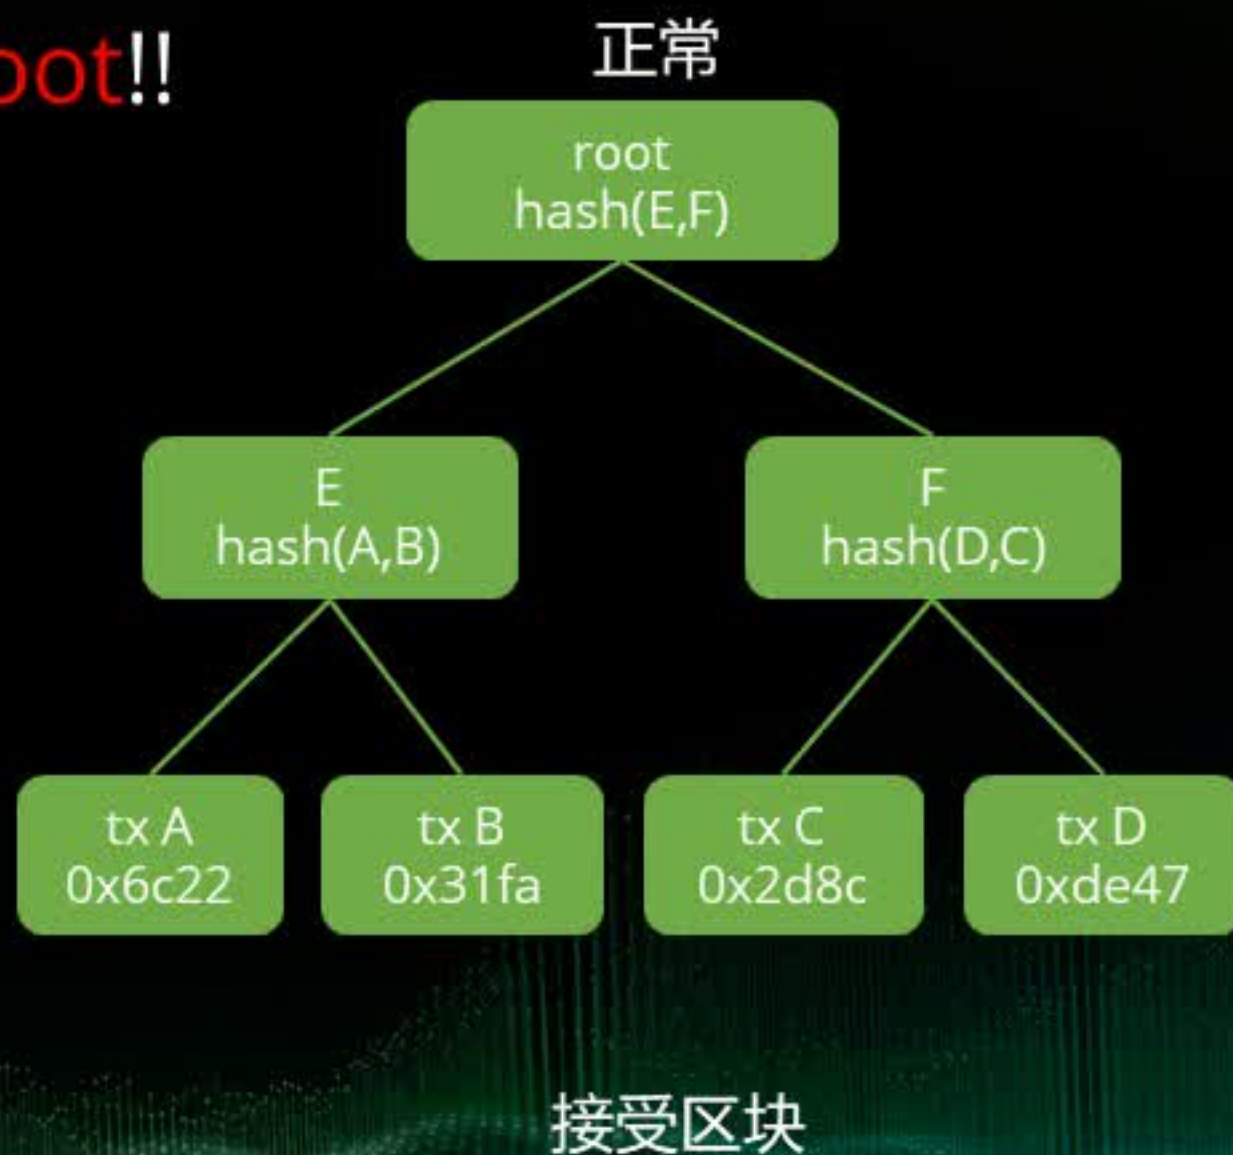 oot!!
正常
root
hash(E,F)
E
hash(A,B)
F
hash(D,C)
tx A
0x6c22
tx B
0x31fa
tx C
0x2d8c
tx D
0xde47
接受区块